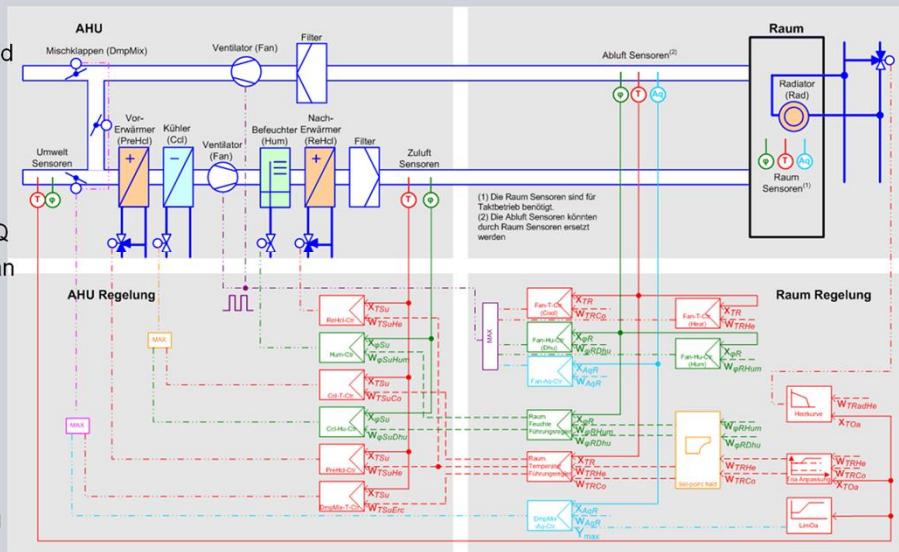 AHU
Mischklappen (DmpMix)
Ventilator (Fan)
Filter
Vor-
Erwärmer
(PreHcl)
Kühler
(Ccl)
Ventilator
(Fan)
Befeuchter
(Hum)
Nach-
Erwärmer
(ReHcl)
Filter
Umwelt
Sensoren
T
φ
Zuluft
Sensoren
T
φ
Abluft Sensoren(2)
φ
T
Aq
Raum
Radiator
(Rad)
φ
T
Aq
Raum
Sensoren(1)
(1) Die Raum Sensoren sind für
Taktbetrieb benötigt.
(2) Die Abluft Sensoren könnten
durch Raum Sensoren ersetzt
werden
AHU Regelung
MAX
MAX
ReHcl-Ctr
XTSu
WTSuHe
Hum-Ctr
XφSu
WφSuHum
Ccl-T-Ctr
XTSu
WTSuCo
Ccl-Hu-Ctr
XφSu
WφSuDhu
PreHcl-Ctr
XTSu
WTSuHe
DmpMix-T-Ctr
XTSu
WTSuErc
Raum Regelung
MAX
Fan-T-Ctr
(Cool)
XTR
WTRCo
Fan-T-Ctr
(Heat)
XTR
WTRHe
Fan-Hu-Ctr
(Dhu)
XφR
WφRDhu
Fan-Hu-Ctr
(Hum)
XφR
WφRHum
Fan-Aq-Ctr
XAqR
WAqR
Raum
Feuchte
XφR
WφRHum
WφRDhu
Raum
XTR
WTRHe
WTRCo
DmpMix
-Aq-Ctr
XAqR
WAqR
Ymax
WφRHum
WφRDhu
WTRHe
WTRCo
Heizkurve
WTRadHe
XTOa
Toa Anpassung
WTRHe
WTRCo
XTOa
LimOa